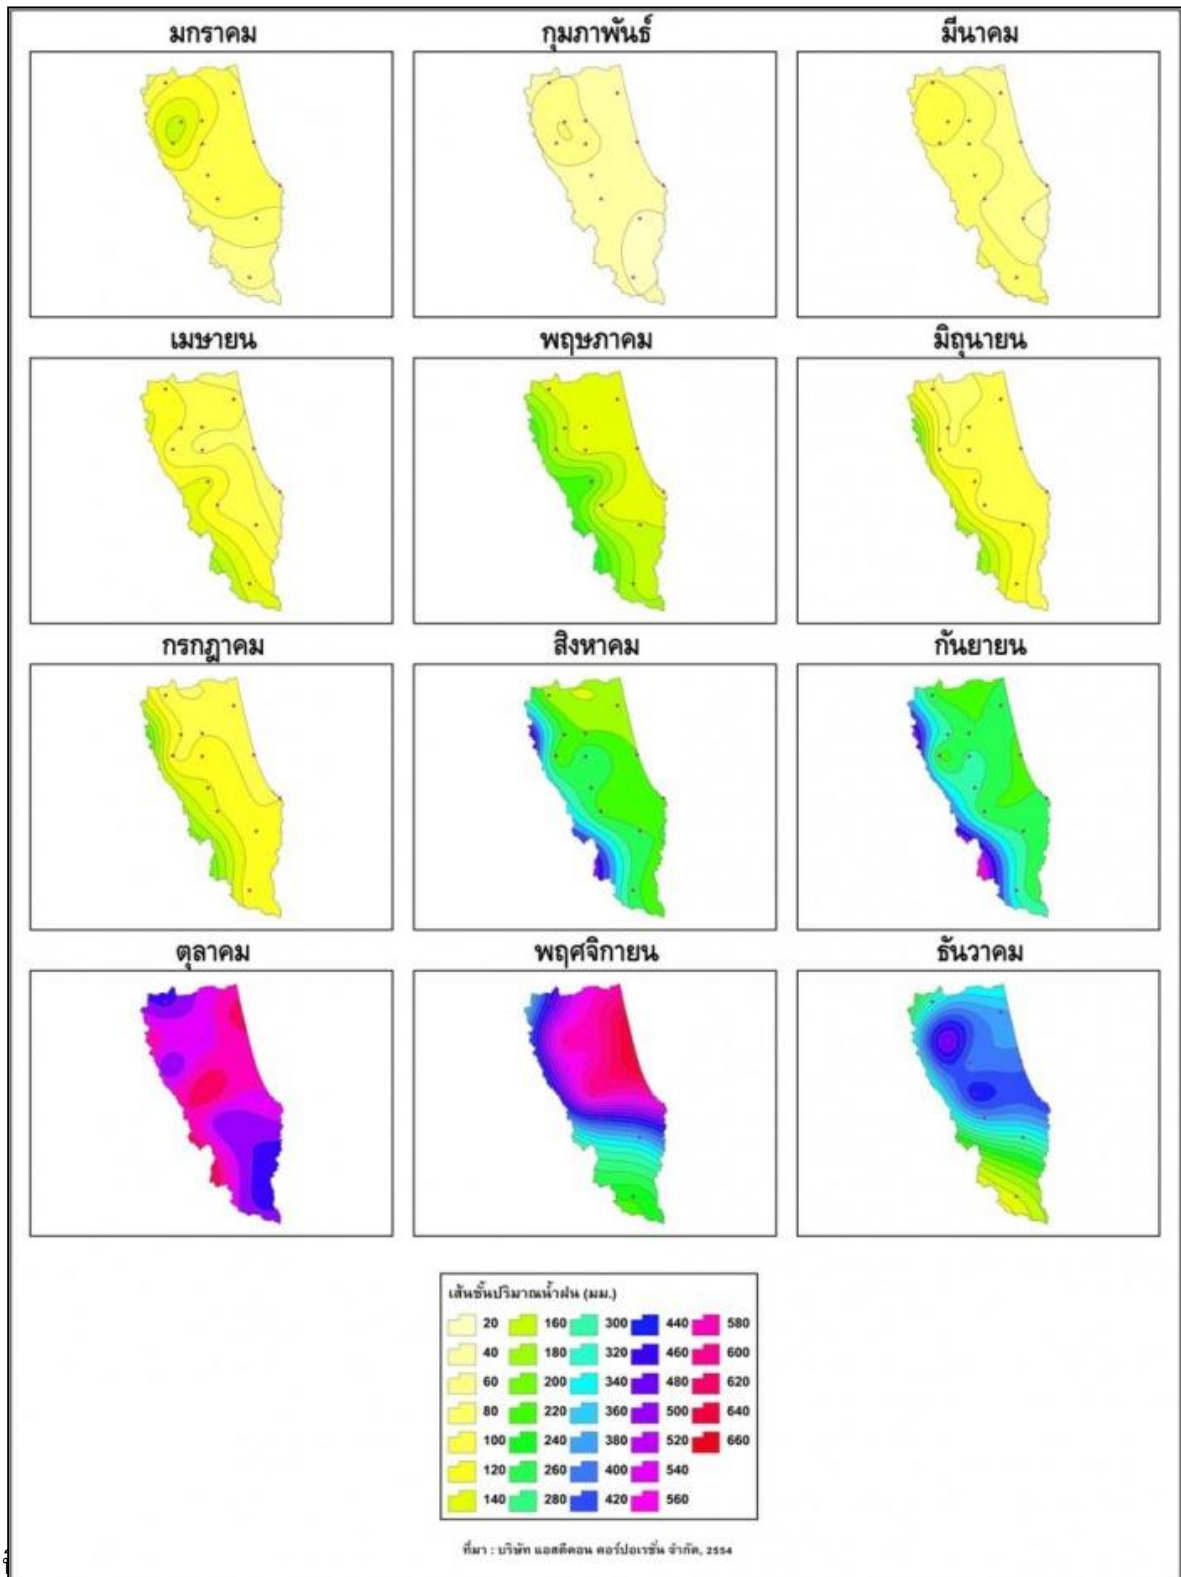 มกราคม กุมภาพันธ์ มีนาคม
เมษายน พฤษภาคม มิถุนายน
กรกฎาคม สิงหาคม กันยายน
ตุลาคม พฤศจิกายน ธันวาคม
เส้นชั้นปริมาณน้ำฝน (มม.)
20 160 300 440 580
40 180 320 460 600
60 200 340 480 620
80 220 360 500 640
100 240 380 520 660
120 260 400 540
140 280 420 560
ที่มา : บริษัท แอสดีคอน คอร์ปอเรชั่น จำกัด, 2554